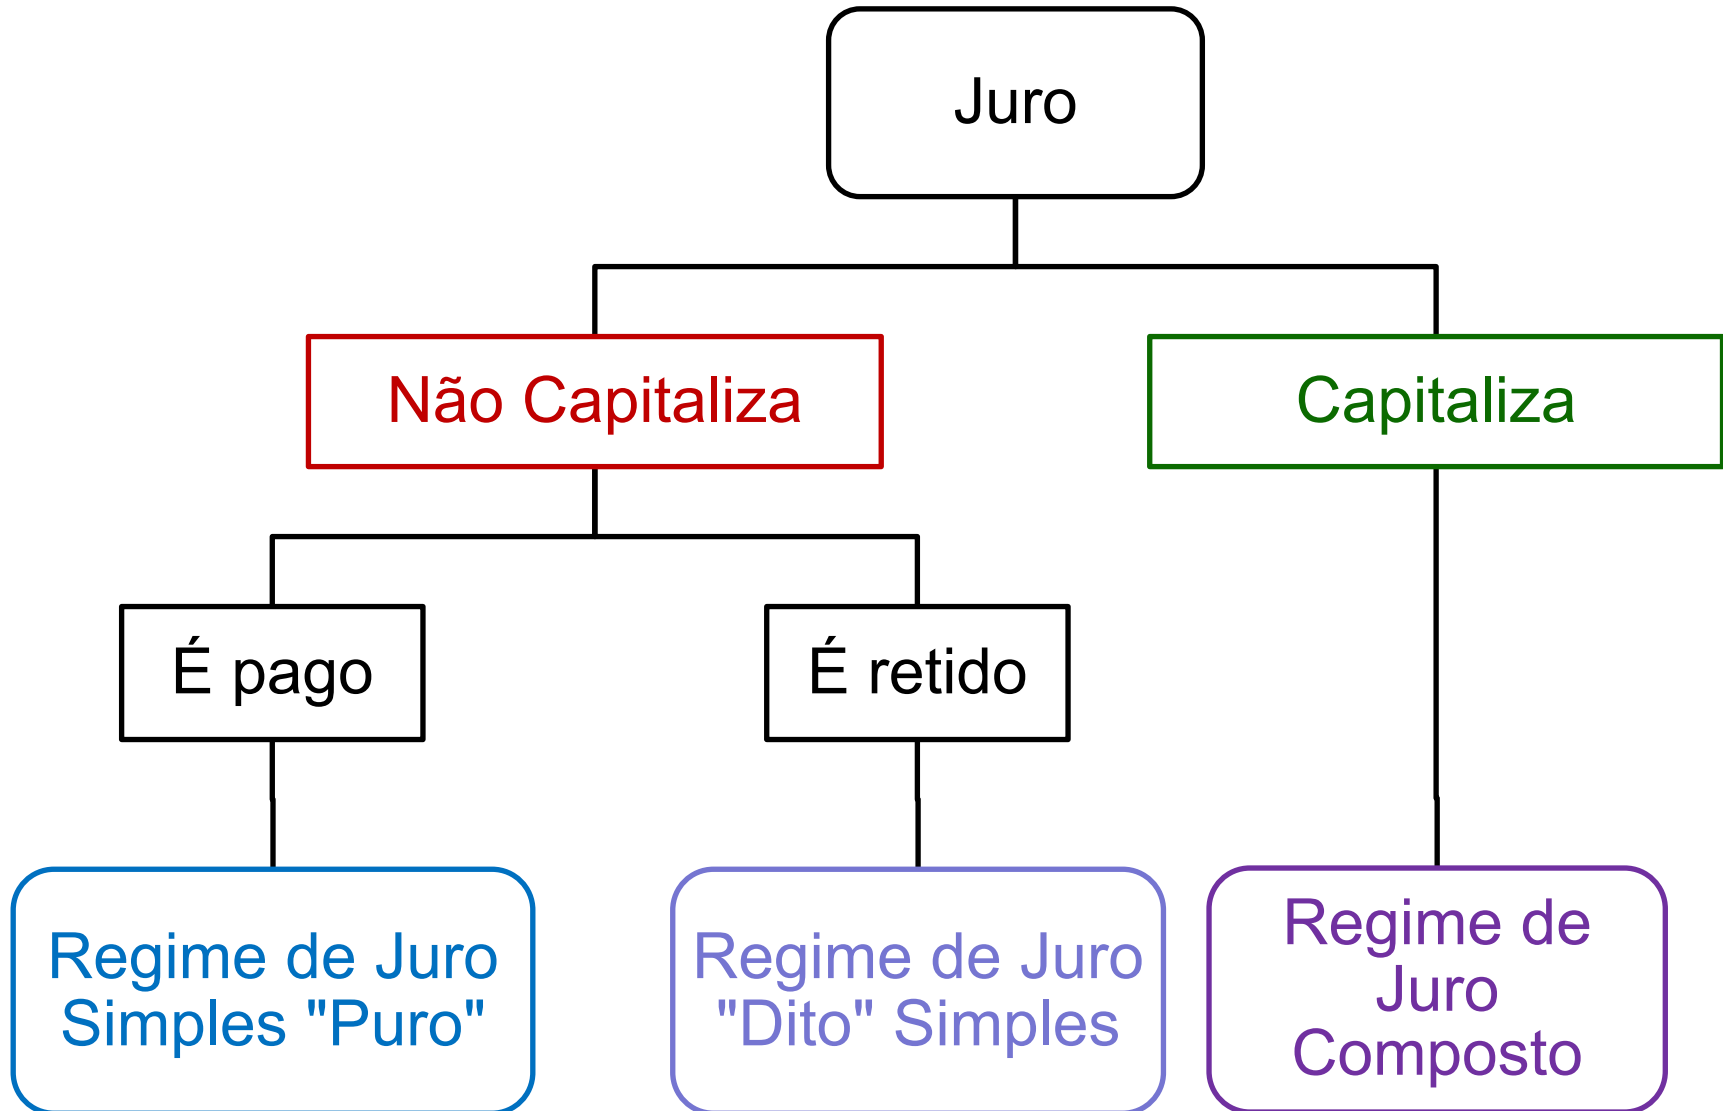 Juro
Não Capitaliza
Capitaliza
É pago
É retido
Regime de Juro
Simples "Puro"
Regime de Juro
"Dito" Simples
Regime de
Juro
Composto